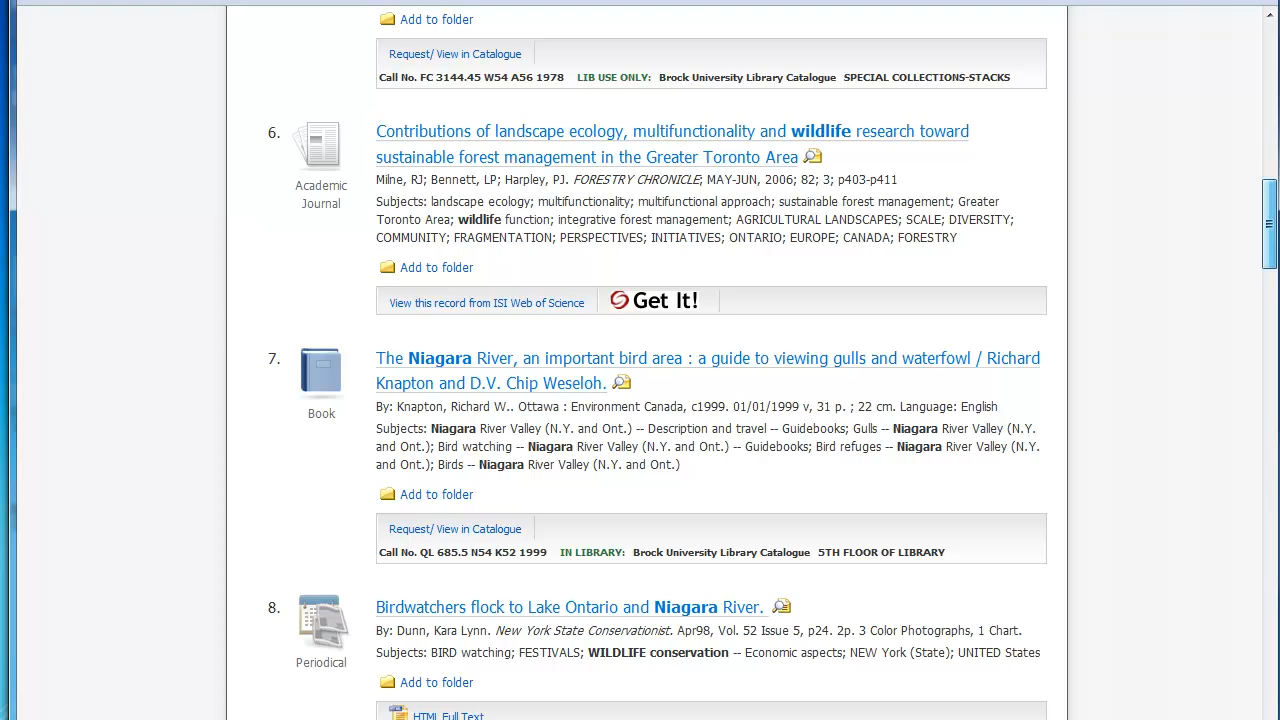 Add to folder
Request/ View in Catalogue
Call No. FC 3144.45 W54 A56 1978 LIB USE ONLY: Brock University Library Catalogue SPECIAL COLLECTIONS-STACKS
6. Contributions of landscape ecology, multifunctionality and wildlife research toward
sustainable forest management in the Greater Toronto Area
Academic
Journal
Milne, RJ; Bennett, LP; Harpley, PJ. FORESTRY CHRONICLE; MAY-JUN, 2006; 82; 3; p403-p411
Subjects: landscape ecology; multifunctionality; multifunctional approach; sustainable forest management; Greater
Toronto Area; wildlife function; integrative forest management; AGRICULTURAL LANDSCAPES; SCALE; DIVERSITY;
COMMUNITY; FRAGMENTATION; PERSPECTIVES; INITIATIVES; ONTARIO; EUROPE; CANADA; FORESTRY
Add to folder
View this record from ISI Web of Science Get It!
7. The Niagara River, an important bird area : a guide to viewing gulls and waterfowl / Richard
Knapton and D.V. Chip Weseloh.
Book
By: Knapton, Richard W.. Ottawa : Environment Canada, c1999. 01/01/1999 v, 31 p. ; 22 cm. Language: English
Subjects: Niagara River Valley (N.Y. and Ont.) -- Description and travel -- Guidebooks; Gulls -- Niagara River Valley (N.Y.
and Ont.); Bird watching -- Niagara River Valley (N.Y. and Ont.) -- Guidebooks; Bird refuges -- Niagara River Valley (N.Y.
and Ont.); Birds -- Niagara River Valley (N.Y. and Ont.)
Add to folder
Request/ View in Catalogue
Call No. QL 685.5 N54 K52 1999 IN LIBRARY: Brock University Library Catalogue 5TH FLOOR OF LIBRARY
8. Birdwatchers flock to Lake Ontario and Niagara River.
Periodical
By: Dunn, Kara Lynn. New York State Conservationist. Apr98, Vol. 52 Issue 5, p24. 2p. 3 Color Photographs, 1 Chart.
Subjects: BIRD watching; FESTIVALS; WILDLIFE conservation -- Economic aspects; NEW York (State); UNITED States
Add to folder
HTML Full Text